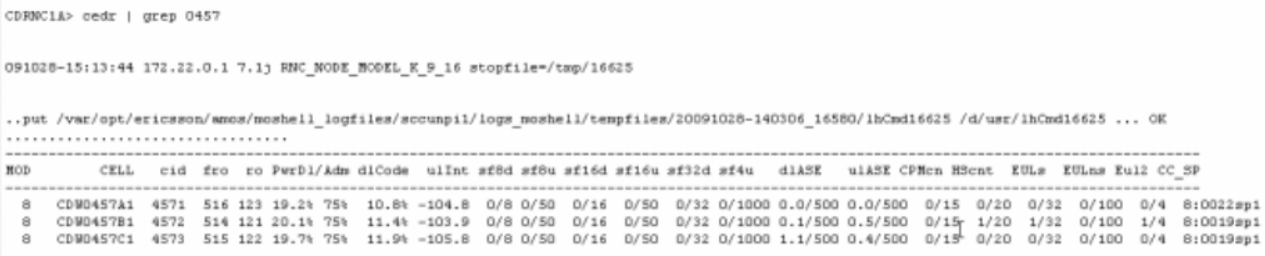 CDRNC1A> cedr | grep 0457
091028-15:13:44 172.22.0.1 7.1j RNC_NODE_MODEL_K_9_16 stopfile=/tmp/16625
..put /var/opt/ericsson/amos/moshell_logfiles/sccunpi1/logs_moshell/tempfiles/20091028-140306_16580/lhCmd16625 /d/usr/lhCmd16625 ... OK
................................
MOD CELL cid fro ro PwrDl/Adm dlCode ulInt sf8d sf8u sf16d sf16u sf32d sf4u dlASE ulASE CPMcn HScnt EULs EULns Eul2 CC_SP
8 CDW0457A1 4571 516 123 19.2% 75% 10.8% -104.8 0/8 0/50 0/16 0/50 0/32 0/1000 0.0/500 0.0/500 0/15 0/20 0/32 0/100 0/4 8:0022sp1
8 CDW0457B1 4572 514 121 20.1% 75% 11.4% -103.9 0/8 0/50 0/16 0/50 0/32 0/1000 0.1/500 0.5/500 0/15 1/20 1/32 0/100 1/4 8:0019sp1
8 CDW0457C1 4573 515 122 19.7% 75% 11.9% -105.8 0/8 0/50 0/16 0/50 0/32 0/1000 1.1/500 0.4/500 0/15 0/20 0/32 0/100 0/4 8:0019sp1